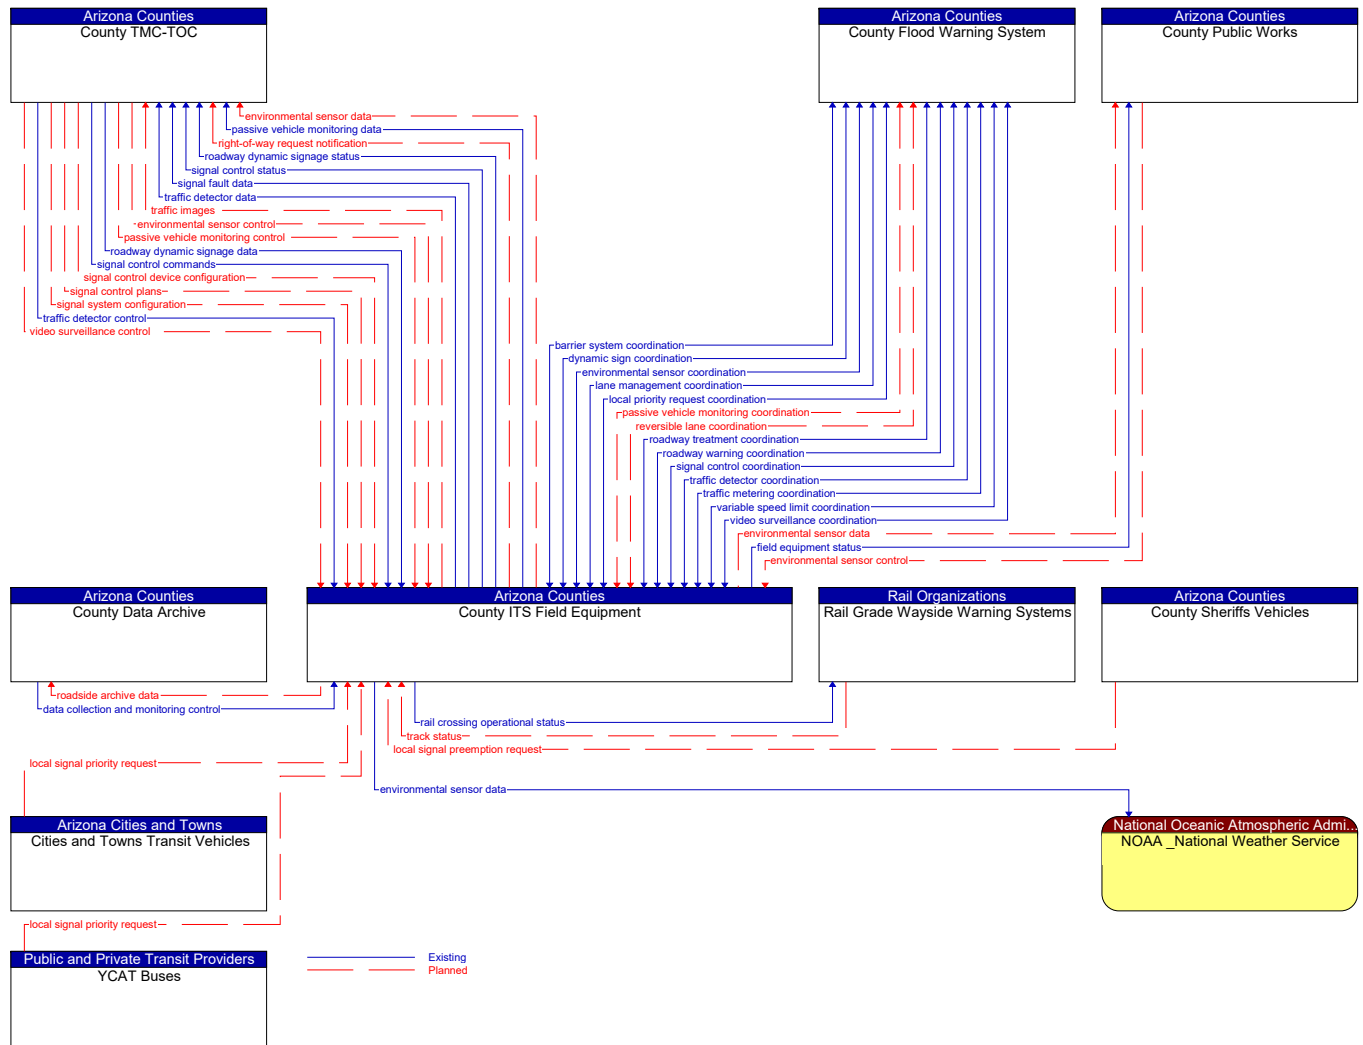 Arizona Counties
County TMC-TOC
Arizona Counties
County Flood Warning System
Arizona Counties
County Public Works
environmental sensor data
passive vehicle monitoring data
right-of-way request notification
roadway dynamic signage status
signal control status
signal fault data
traffic detector data
traffic images
environmental sensor control
passive vehicle monitoring control
roadway dynamic signage data
signal control commands
signal control device configuration
signal control plans
signal system configuration
traffic detector control
video surveillance control
barrier system coordination
dynamic sign coordination
environmental sensor coordination
lane management coordination
local priority request coordination
passive vehicle monitoring coordination
reversible lane coordination
roadway treatment coordination
roadway warning coordination
signal control coordination
traffic detector coordination
traffic metering coordination
variable speed limit coordination
video surveillance coordination
environmental sensor data
field equipment status
environmental sensor control
Arizona Counties
County Data Archive
Arizona Counties
County ITS Field Equipment
Rail Organizations
Rail Grade Wayside Warning Systems
Arizona Counties
County Sheriffs Vehicles
roadside archive data
data collection and monitoring control
rail crossing operational status
track status
local signal preemption request
local signal priority request
environmental sensor data
Arizona Cities and Towns
Cities and Towns Transit Vehicles
National Oceanic Atmospheric Admi...
NOAA _National Weather Service
local signal priority request
Public and Private Transit Providers
YCAT Buses
Existing
Planned